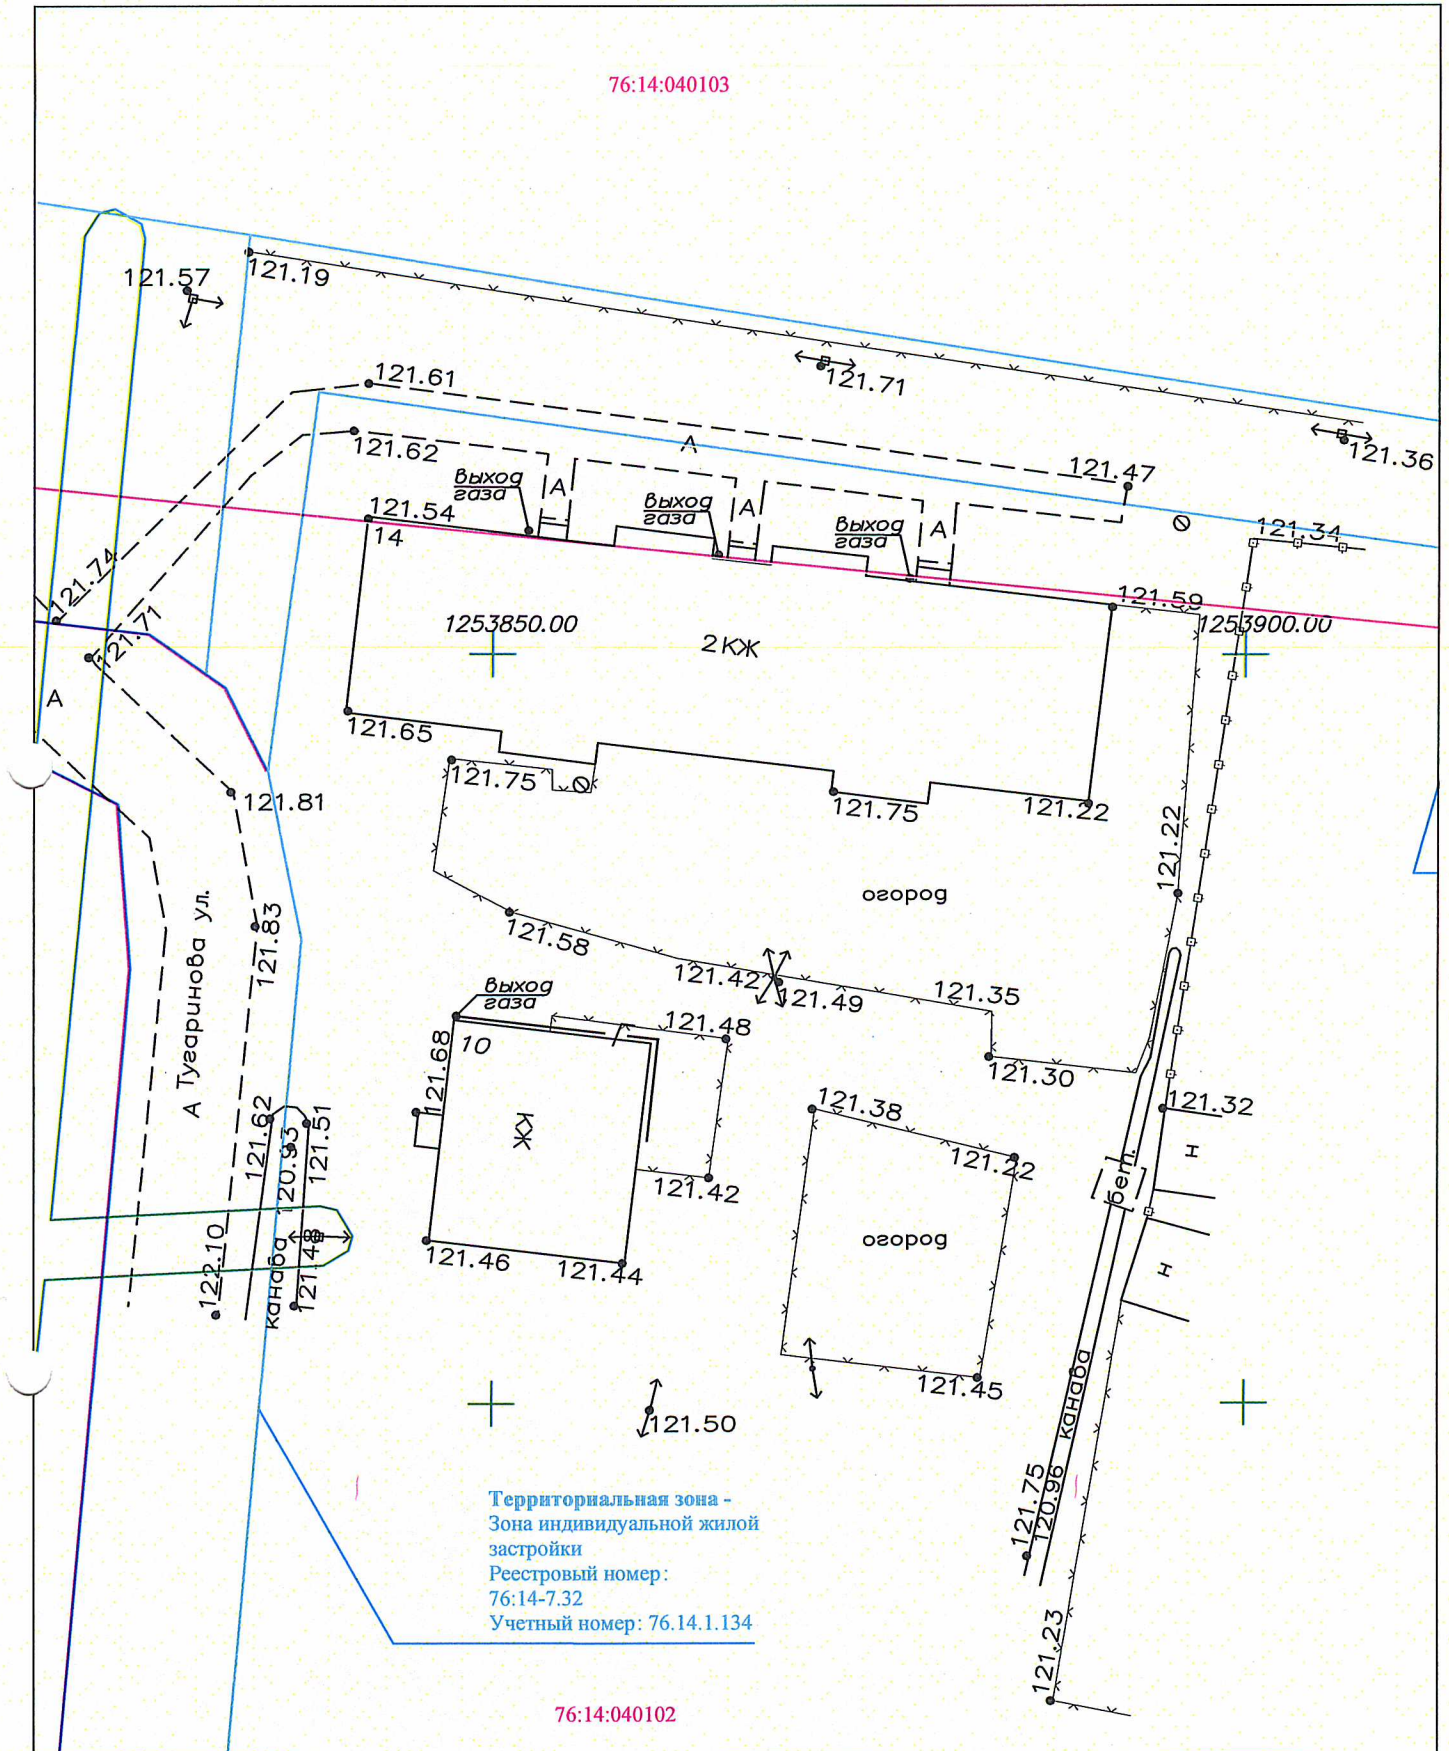 76:14:040103
121.57
121.19
121.71
121.36
121.61
121.62
121.47
А
Выход
газа
А
Выход
газа
А
Выход
газа
А
121.34
121.54
14
121.74
121.71
121.59
1253850.00
2КЖ
1253900.00
А
121.65
121.75
121.75
121.22
121.81
121.22
огород
121.83
А Тугаринова ул.
121.58
121.42
121.49
121.35
Выход
газа
121.48
10
121.68
КЖ
121.30
121.38
121.32
121.62
120.93
121.51
121.22
Н
бет.
121.42
огород
Н
122.10
канава
121.48
121.46
121.44
121.45
канава
121.50
121.75
120.96
Территориальная зона -
Зона индивидуальной жилой
застройки
Реестровый номер:
76:14-7.32
Учетный номер: 76.14.1.134
121.23
76:14:040102